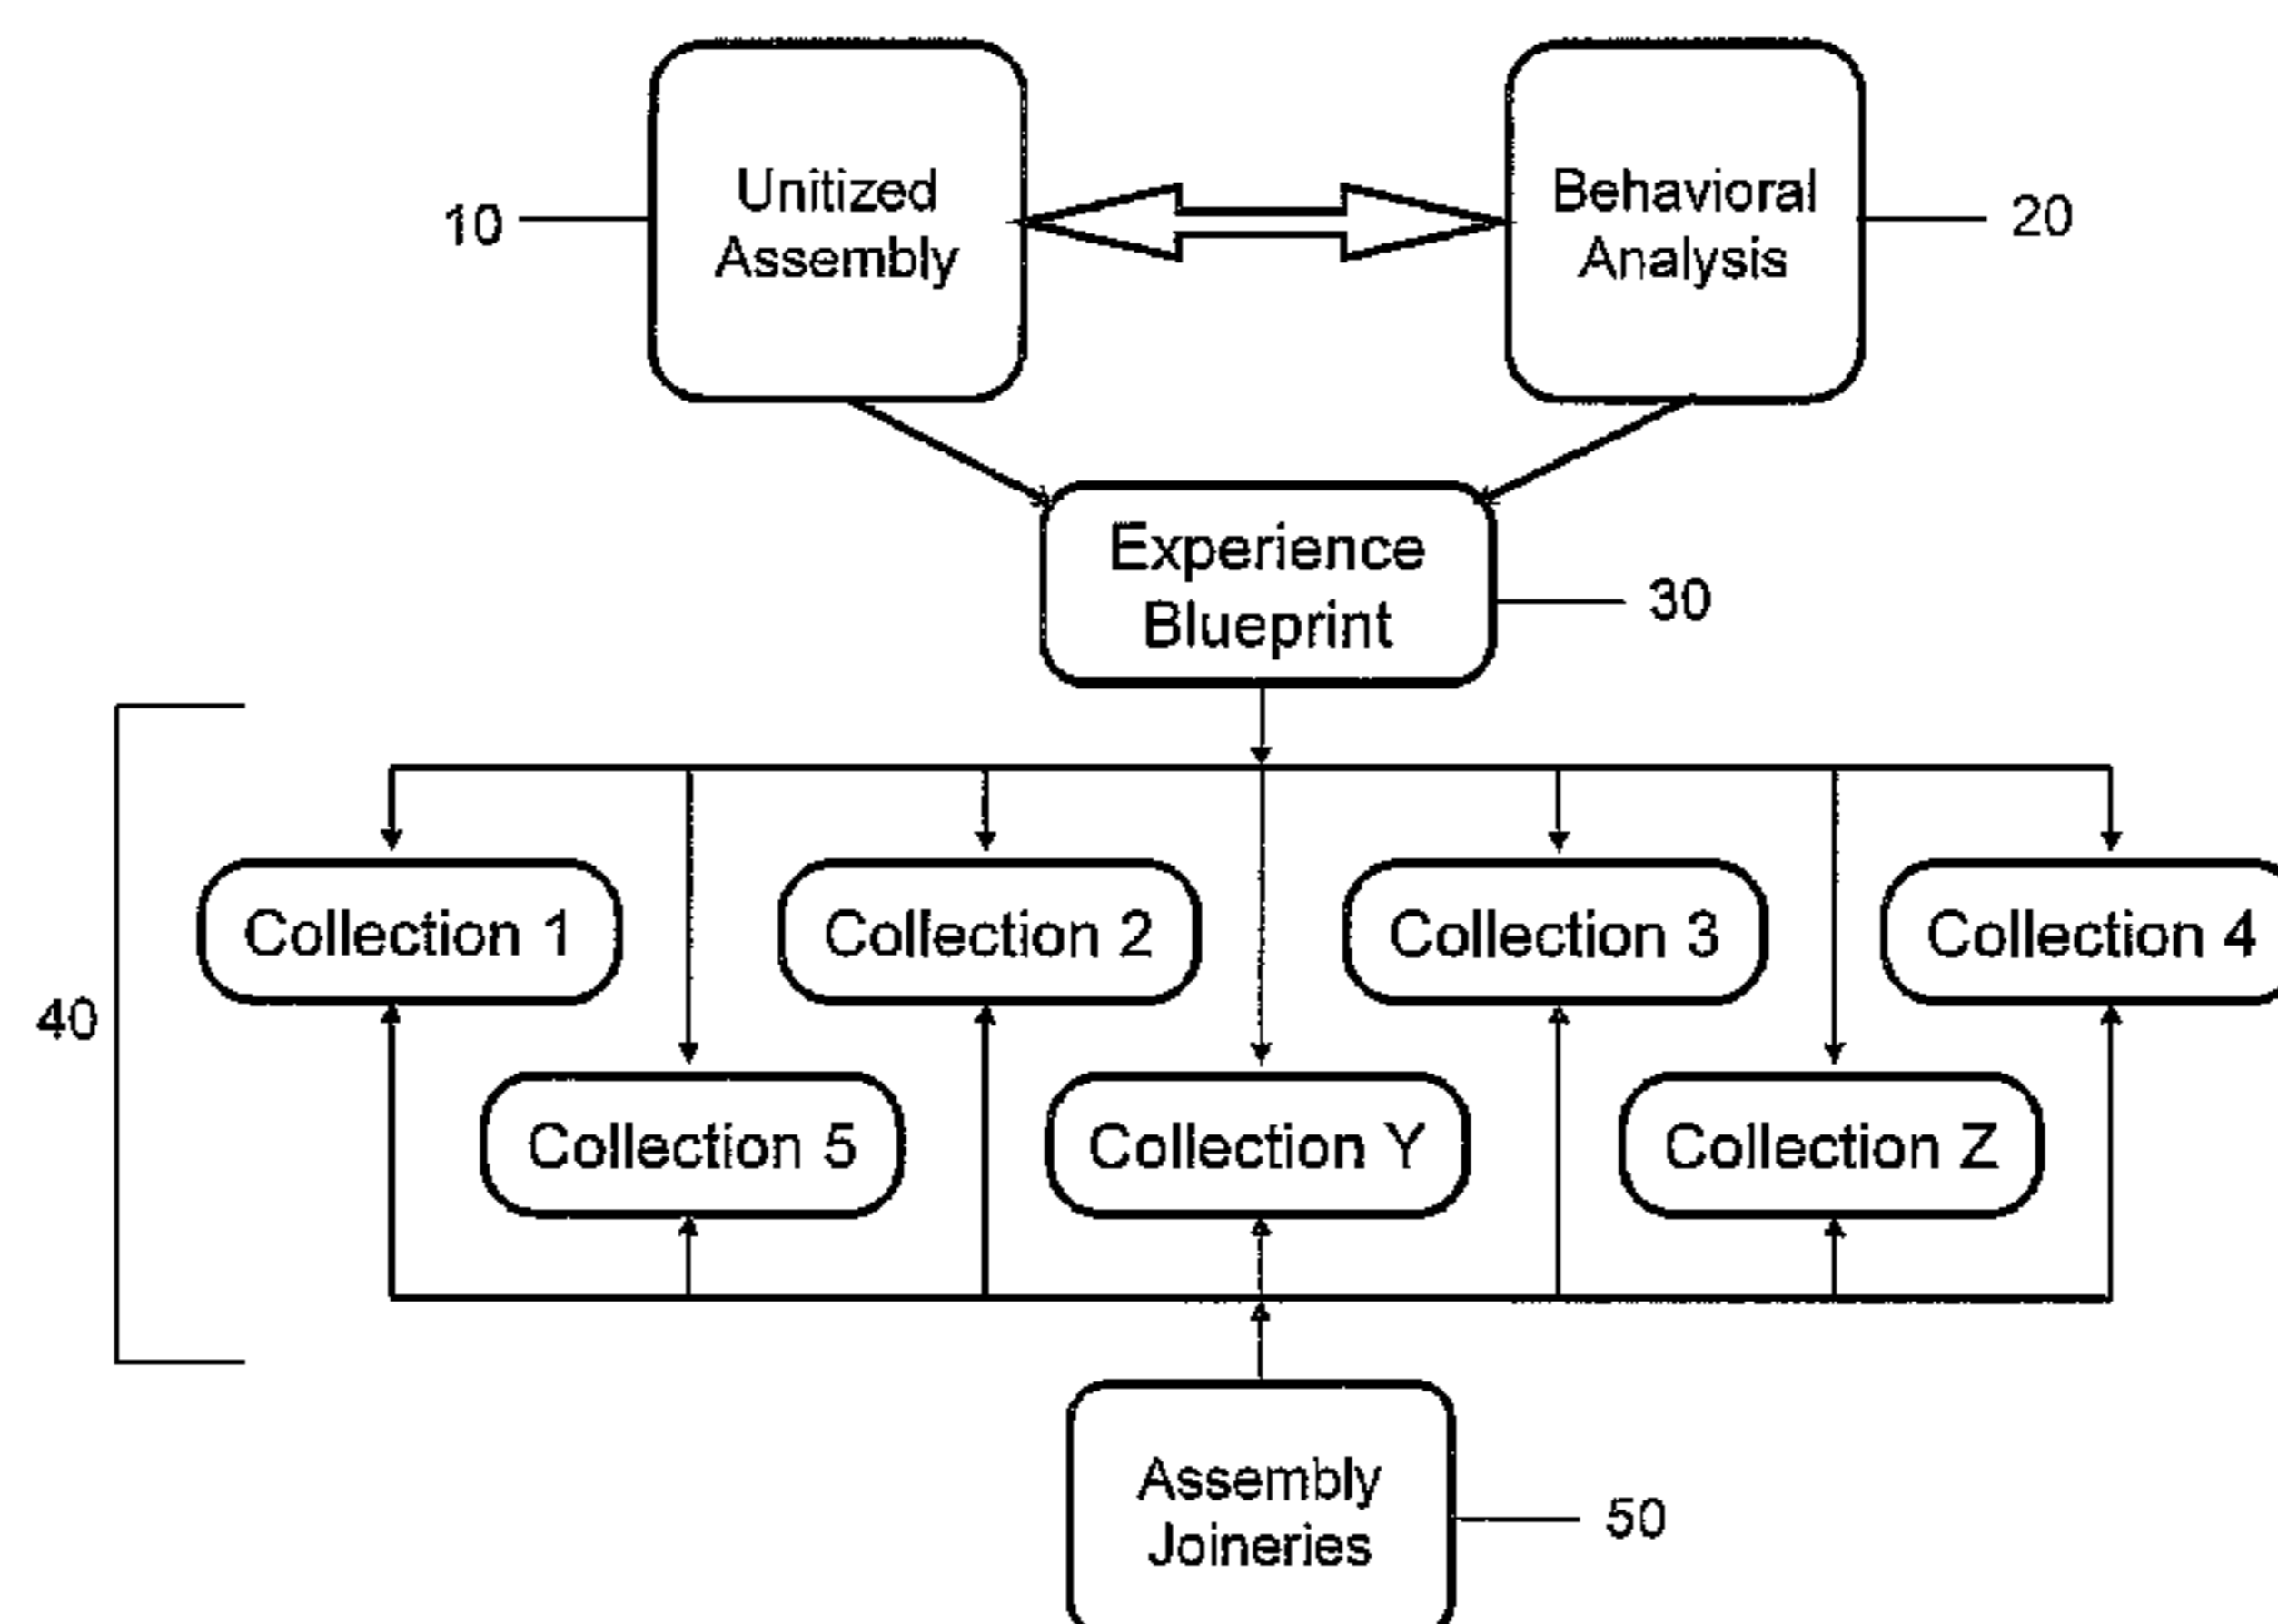 10
Unitized
Assembly
Behavioral
Analysis
20
Experience
Blueprint
30
40
Collection 1
Collection 2
Collection 3
Collection 4
Collection 5
Collection Y
Collection Z
Assembly
Joineries
50